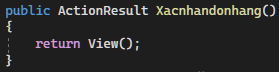 public ActionResult Xacnhandonhang()
{
return View();
}